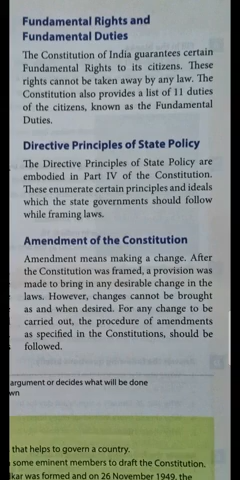 Fundamental Rights and
Fundamental Duties
The Constitution of India guarantees certain
Fundamental Rights to its citizens. These
rights cannot be taken away by any law. The
Constitution also provides a list of 11 duties
of the citizens, known as the Fundamental
Duties.
Directive Principles of State Policy
The Directive Principles of State Policy are
embodied in Part IV of the Constitution.
These enumerate certain principles and ideals
which the state governments should follow
while framing laws.
Amendment of the Constitution
Amendment means making a change. After
the Constitution was framed, a provision was
made to bring in any desirable change in the
laws. However, changes cannot be brought
as and when desired. For any change to be
carried out, the procedure of amendments
as specified in the Constitutions, should be
followed.
argument or decides what will be done
wn
that helps to govern a country.
some eminent members to draft the Constitution.
kar was formed and on 26 November 1949, the